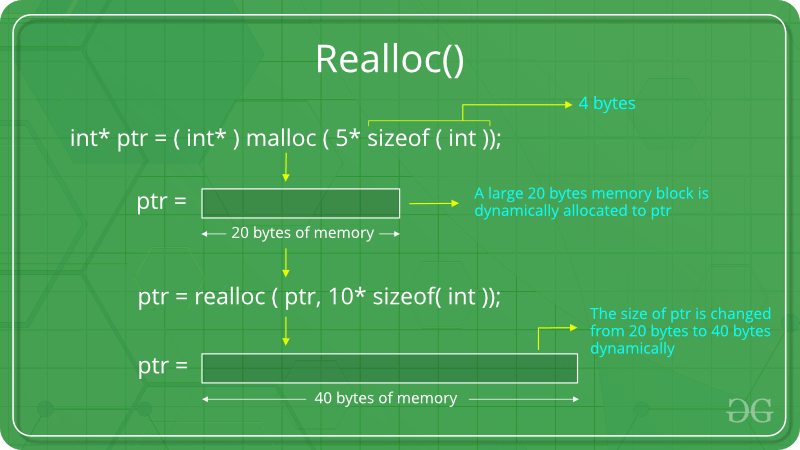 Realloc()
4 bytes
int* ptr = ( int* ) malloc ( 5* sizeof ( int ));
ptr =
A large 20 bytes memory block is
dynamically allocated to ptr
20 bytes of memory
ptr = realloc ( ptr, 10* sizeof( int ));
The size of ptr is changed
from 20 bytes to 40 bytes
dynamically
ptr =
40 bytes of memory
GG